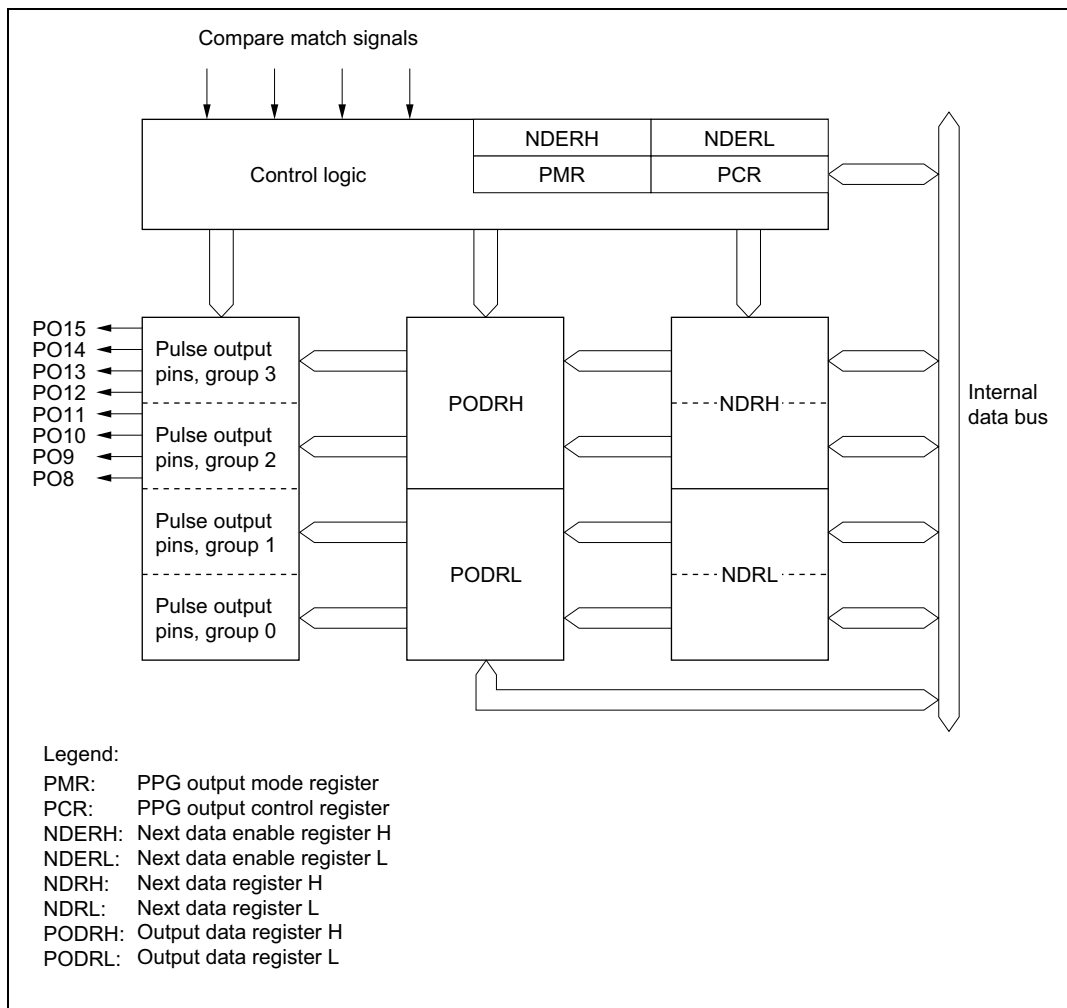 Compare match signals
NDERH NDERL
Control logic PMR PCR
PO15
PO14
PO13
PO12
PO11
PO10
PO9
PO8
Pulse output
pins, group 3
Pulse output
pins, group 2
Pulse output
pins, group 1
Pulse output
pins, group 0
PODRH
PODRL
NDRH
NDRL
Internal
data bus
Legend:
PMR: PPG output mode register
PCR: PPG output control register
NDERH: Next data enable register H
NDERL: Next data enable register L
NDRH: Next data register H
NDRL: Next data register L
PODRH: Output data register H
PODRL: Output data register L